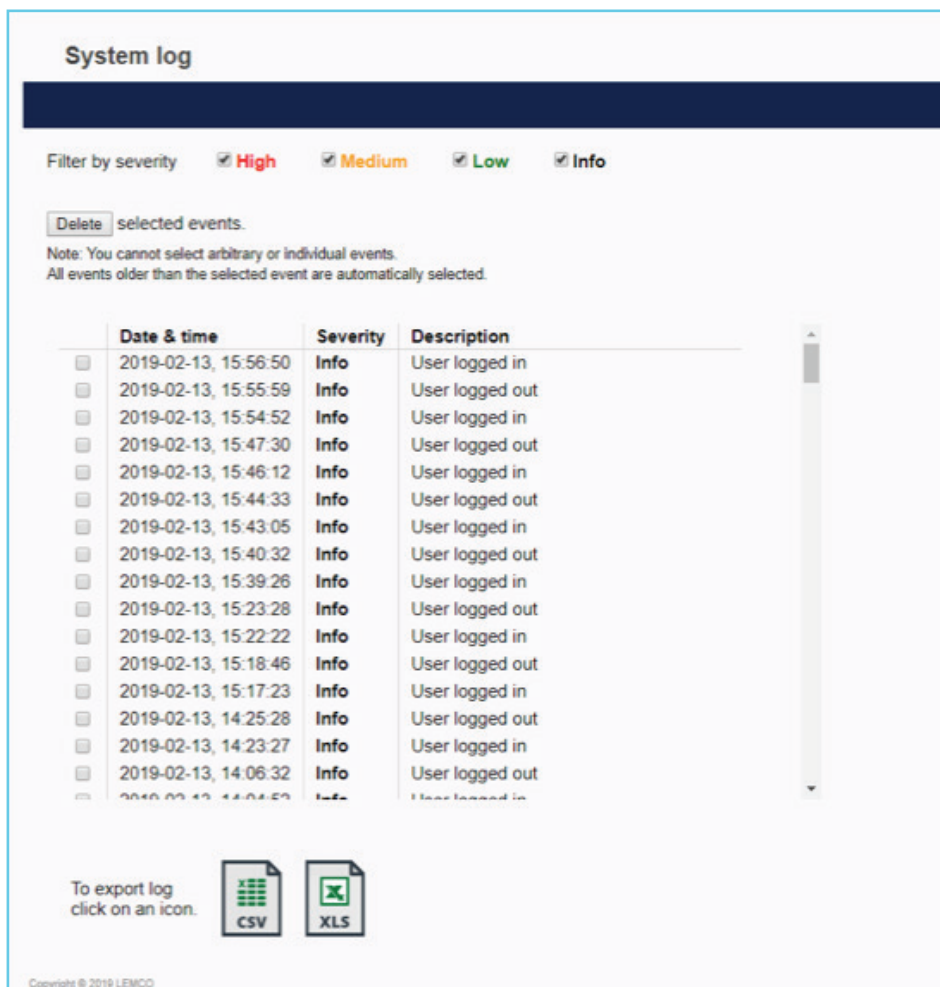 System log
Filter by severity High Medium Low Info
Delete selected events.
Note: You cannot select arbitrary or individual events.
All events older than the selected event are automatically selected.
Date & time Severity Description
2019-02-13, 15:56:50 Info User logged in
2019-02-13, 15:55:59 Info User logged out
2019-02-13, 15:54:52 Info User logged in
2019-02-13, 15:47:30 Info User logged out
2019-02-13, 15:46:12 Info User logged in
2019-02-13, 15:44:33 Info User logged out
2019-02-13, 15:43:05 Info User logged in
2019-02-13, 15:40:32 Info User logged out
2019-02-13, 15:39:26 Info User logged in
2019-02-13, 15:23:28 Info User logged out
2019-02-13, 15:22:22 Info User logged in
2019-02-13, 15:18:46 Info User logged out
2019-02-13, 15:17:23 Info User logged in
2019-02-13, 14:25:28 Info User logged out
2019-02-13, 14:23:27 Info User logged in
2019-02-13, 14:06:32 Info User logged out
To export log
click on an icon.
CSV XLS
Copyright © 2019 LEMCO